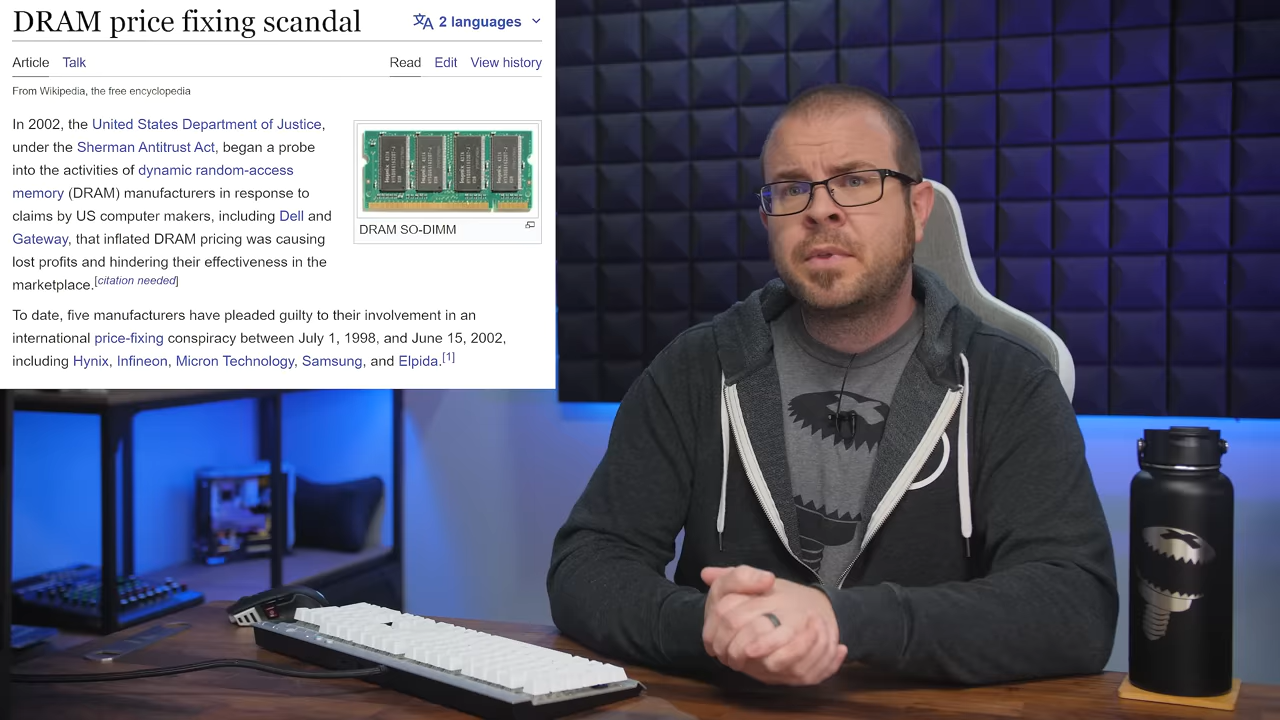 DRAM price fixing scandal
2 languages
Article Talk Read Edit View history
From Wikipedia, the free encyclopedia
In 2002, the United States Department of Justice,
under the Sherman Antitrust Act, began a probe
into the activities of dynamic random-access
memory (DRAM) manufacturers in response to
claims by US computer makers, including Dell and
Gateway, that inflated DRAM pricing was causing
lost profits and hindering their effectiveness in the
marketplace.[citation needed]
DRAM SO-DIMM
To date, five manufacturers have pleaded guilty to their involvement in an
international price-fixing conspiracy between July 1, 1998, and June 15, 2002,
including Hynix, Infineon, Micron Technology, Samsung, and Elpida.[1]